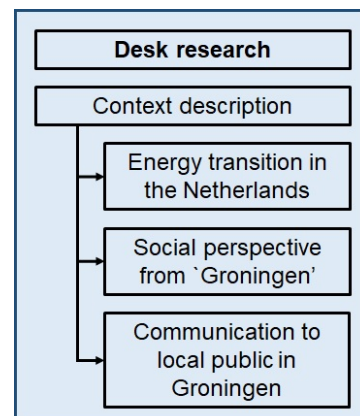 Desk research
Context description
Energy transition in
the Netherlands
Social perspective
from `Groningen’
Communication to
local public in
Groningen